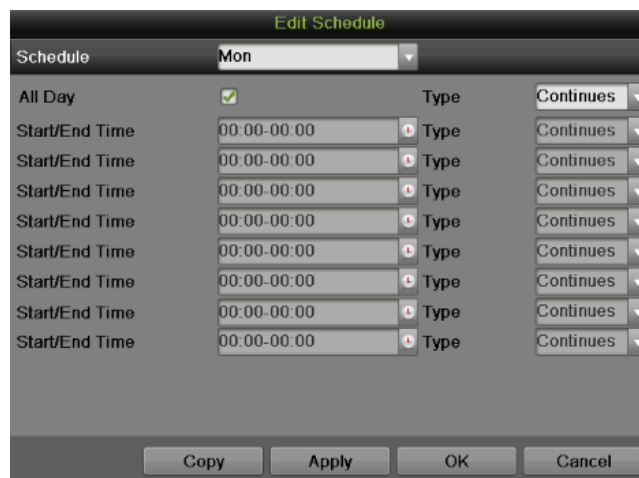 Edit Schedule
Schedule Mon
All Day Type Continues
Start/End Time 00:00-00:00 Type Continues
Start/End Time 00:00-00:00 Type Continues
Start/End Time 00:00-00:00 Type Continues
Start/End Time 00:00-00:00 Type Continues
Start/End Time 00:00-00:00 Type Continues
Start/End Time 00:00-00:00 Type Continues
Start/End Time 00:00-00:00 Type Continues
Start/End Time 00:00-00:00 Type Continues
Copy Apply OK Cancel